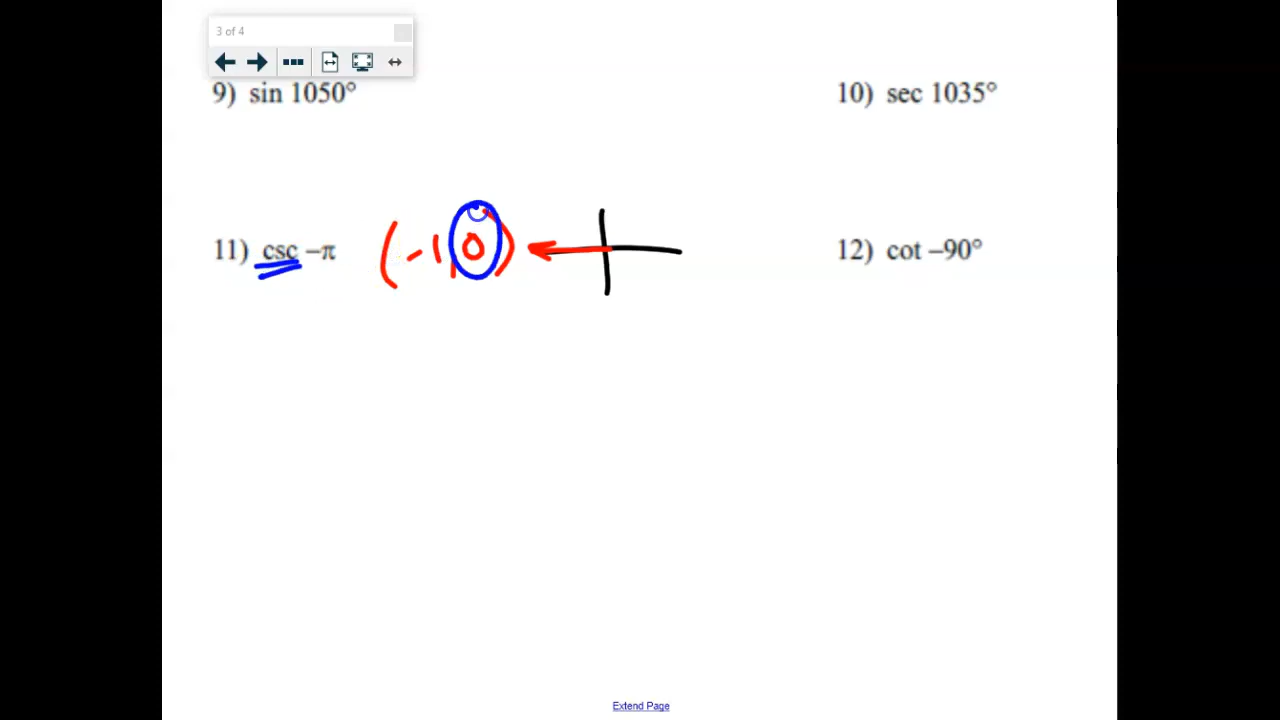 3 of 4
9) sin 1050°
10) sec 1035°
11) csc –π
(-1,0)
12) cot –90°
Extend Page